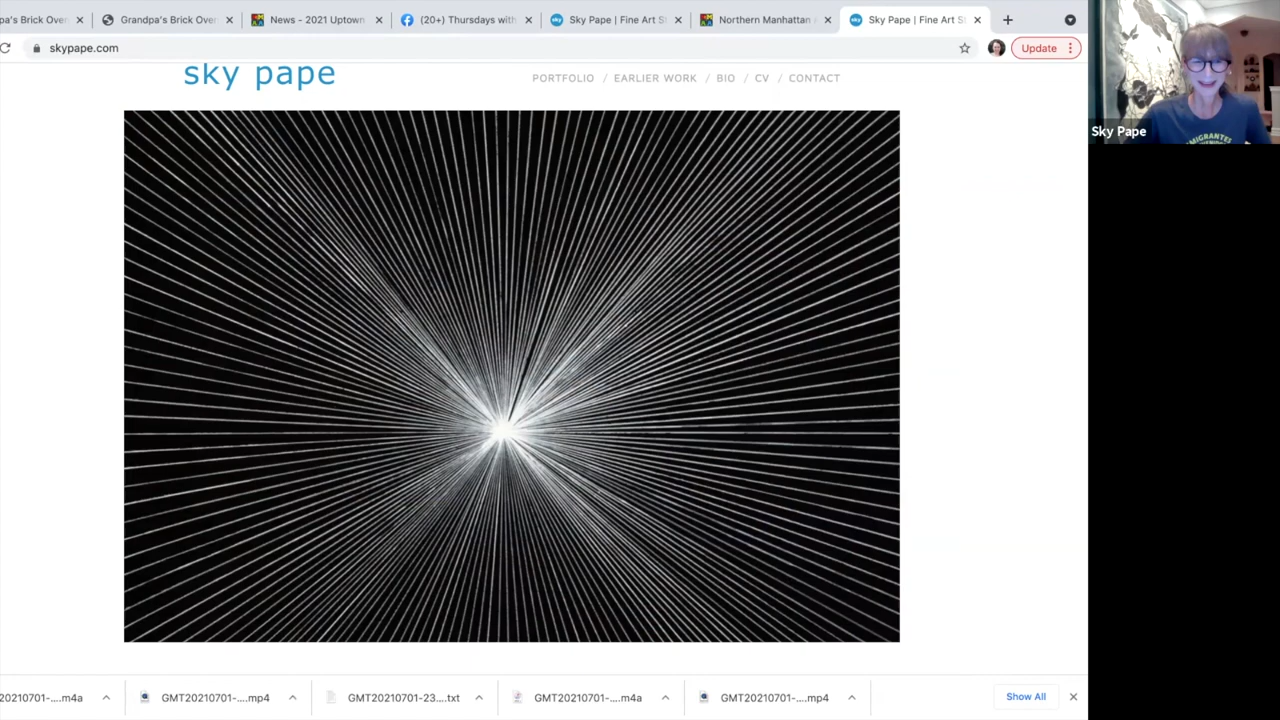 pa's Brick Over
Grandpa's Brick Over
News - 2021 Uptown
(20+) Thursdays with
Sky Pape | Fine Art St
Northern Manhattan A
Sky Pape | Fine Art St
skypape.com
Update
sky pape
PORTFOLIO / EARLIER WORK / BIO / CV / CONTACT
Sky Pape
MIGRANTES
20210701-....m4a
GMT20210701-....mp4
GMT20210701-23....txt
GMT20210701-....m4a
GMT20210701-....mp4
Show All